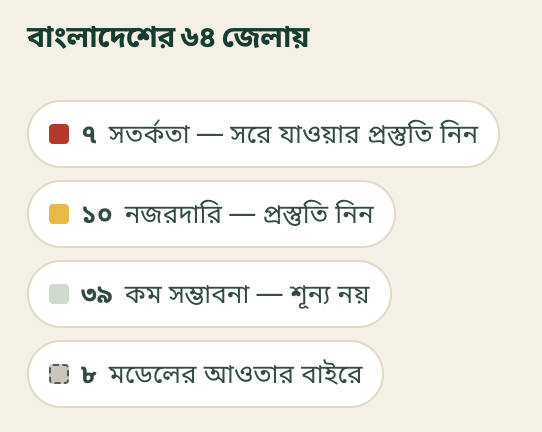 বাংলাদেশের ৬৪ জেলায়
৭ সতর্কতা — সরে যাওয়ার প্রস্তুতি নিন
১০ নজরদারি — প্রস্তুতি নিন
৩৯ কম সম্ভাবনা — শূন্য নয়
৮ মডেলের আওতার বাইরে